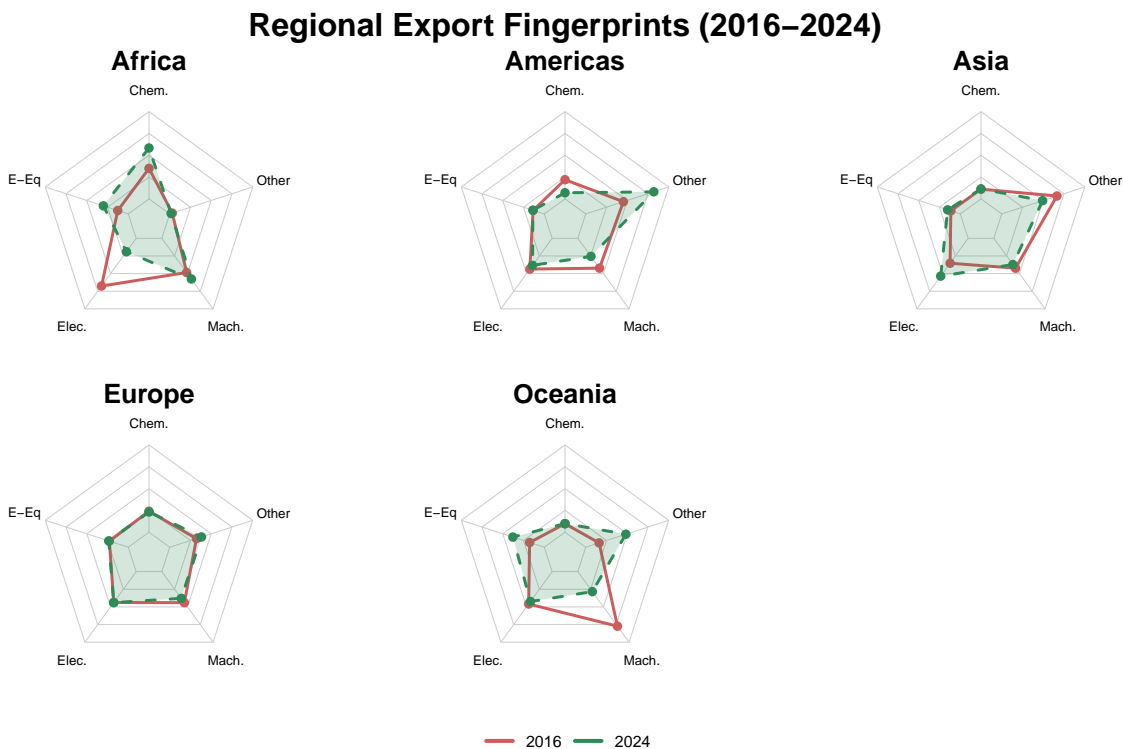 Regional Export Fingerprints (2016–2024)
Africa
Chem.
E–Eq
Other
Elec.
Mach.
Americas
Chem.
E–Eq
Other
Elec.
Mach.
Asia
Chem.
E–Eq
Other
Elec.
Mach.
Europe
Chem.
E–Eq
Other
Elec.
Mach.
Oceania
Chem.
E–Eq
Other
Elec.
Mach.
2016 2024